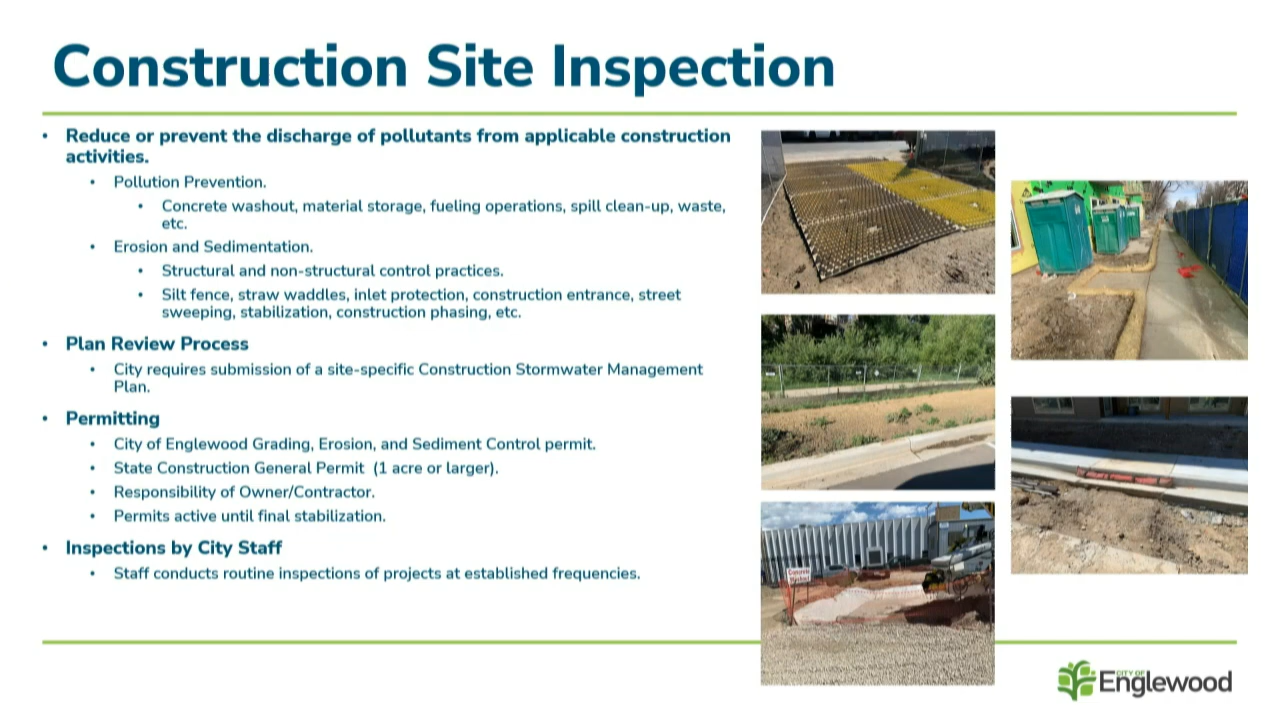 Construction Site Inspection
• Reduce or prevent the discharge of pollutants from applicable construction
activities.
• Pollution Prevention.
• Concrete washout, material storage, fueling operations, spill clean-up, waste,
etc.
• Erosion and Sedimentation.
• Structural and non-structural control practices.
• Silt fence, straw waddles, inlet protection, construction entrance, street
sweeping, stabilization, construction phasing, etc.
• Plan Review Process
• City requires submission of a site-specific Construction Stormwater Management
Plan.
• Permitting
• City of Englewood Grading, Erosion, and Sediment Control permit.
• State Construction General Permit (1 acre or larger).
• Responsibility of Owner/Contractor.
• Permits active until final stabilization.
• Inspections by City Staff
• Staff conducts routine inspections of projects at established frequencies.
Concrete
Washout
CITY OF
Englewood